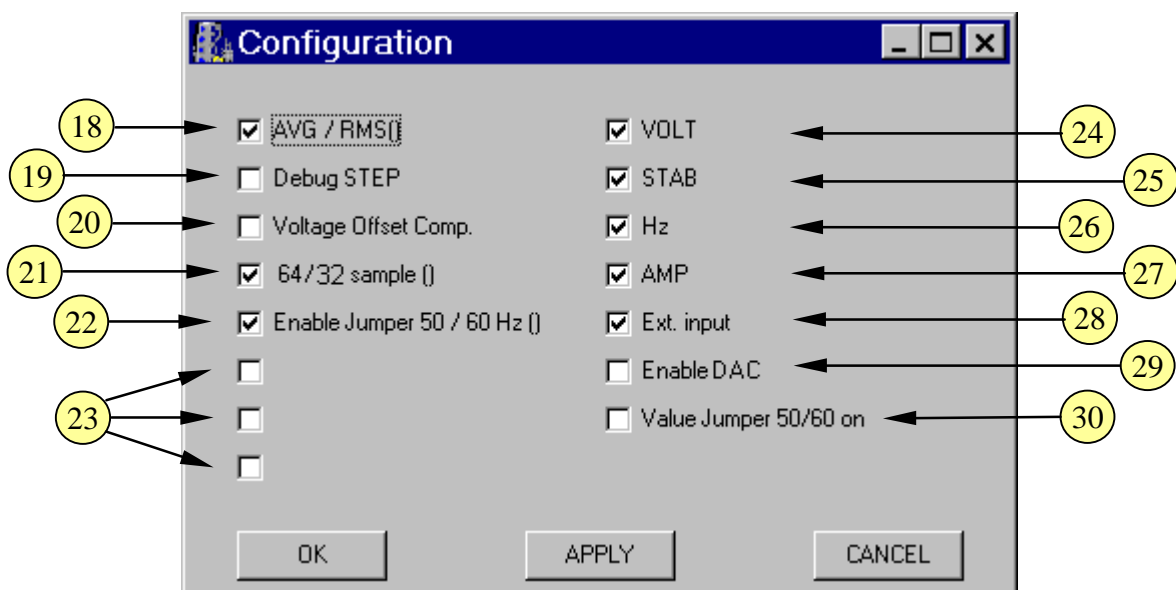 Configuration
18 AVG / RMS() VOLT 24
19 Debug STEP STAB 25
20 Voltage Offset Comp. Hz 26
21 64/32 sample () AMP 27
22 Enable Jumper 50 / 60 Hz () Ext. input 28
Enable DAC 29
23 Value Jumper 50/60 on 30
OK APPLY CANCEL